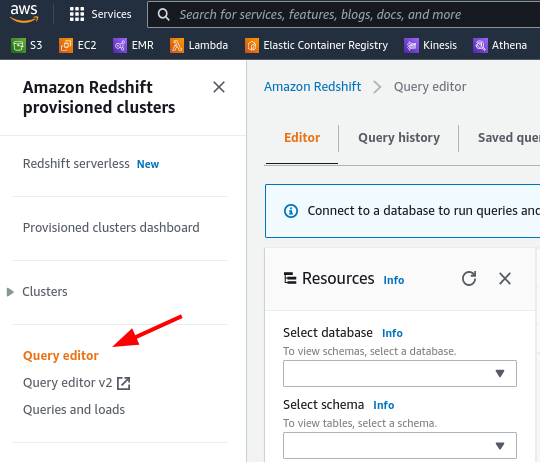 aws
Services
Search for services, features, blogs, docs, and more
S3
EC2
EMR
Lambda
Elastic Container Registry
Kinesis
Athena
Amazon Redshift
provisioned clusters
Redshift serverless New
Provisioned clusters dashboard
Clusters
Query editor
Query editor v2
Queries and loads
Amazon Redshift
Query editor
Editor
Query history
Saved que
Connect to a database to run queries and
Resources Info
Select database Info
To view schemas, select a database.
Select schema Info
To view tables, select a schema.